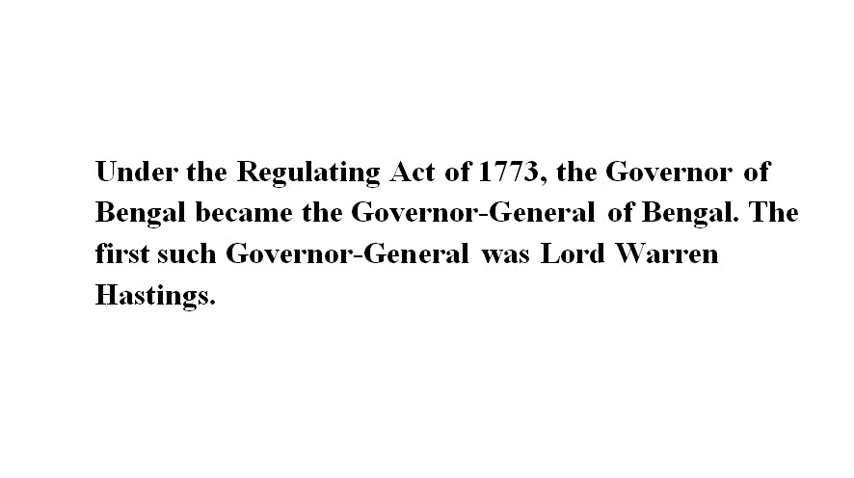 Under the Regulating Act of 1773, the Governor of
Bengal became the Governor-General of Bengal. The
first such Governor-General was Lord Warren
Hastings.